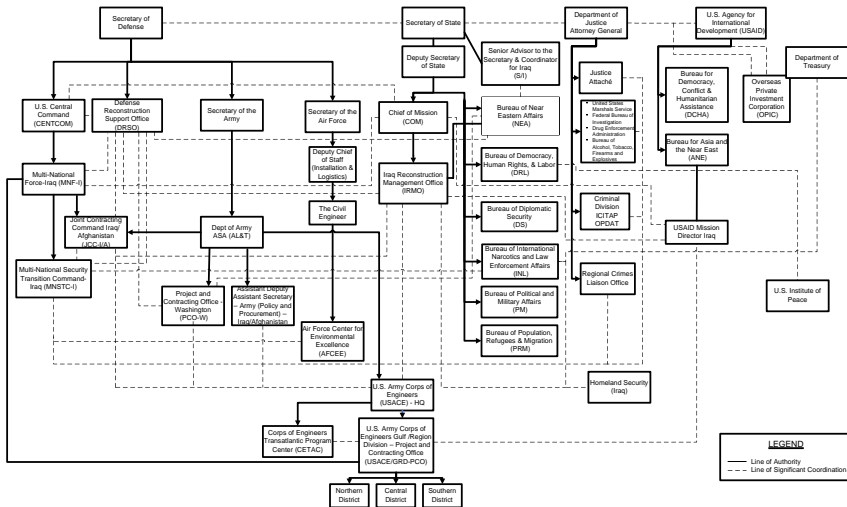 Secretary of
Defense
Secretary of State
Department of
Justice
Attorney General
U.S. Agency for
International
Development (USAID)
Deputy Secretary
of State
Senior Advisor to the
Secretary & Coordinator for
Iraq
(S/I)
Department of
Treasury
Justice
Attaché
Bureau for
Democracy,
Conflict &
Humanitarian
Assistance
(DCHA)
Overseas
Private
Investment
Corporation
(OPIC)
U.S. Central
Command
(CENTCOM)
Defense
Reconstruction
Support Office
(DRSO)
Secretary of the
Army
Secretary of
the Air Force
Chief of Mission
(COM)
Bureau of Near
Eastern Affairs
(NEA)
United States
Marshals Service
Federal Bureau of
Investigation
Drug Enforcement
Administration
Bureau of
Alcohol, Tobacco,
Firearms and
Explosives
Bureau for Asia and
the Near East
(ANE)
Multi-National
Force-Iraq (MNF-I)
Deputy Chief of
Staff
(Installation &
Logistics)
Iraq Reconstruction
Management Office
(IRMO)
Bureau of Democracy,
Human Rights, & Labor
(DRL)
Joint Contracting
Command Iraq/
Afghanistan
(JCC-I/A)
Dept of Army
ASA (AL&T)
The Civil
Engineer
Bureau of Diplomatic
Security
(DS)
Criminal
Division
ICITAP
OPDAT
USAID Mission
Director Iraq
Multi-National Security
Transition Command-
Iraq (MNSTC-I)
Project and
Contracting Office -
Washington
(PCO-W)
Assistant Deputy
Assistant Secretary
– Army (Policy and
Procurement) –
Iraq/Afghanistan
Bureau of International
Narcotics and Law
Enforcement Affairs
(INL)
Regional Crimes
Liaison Office
U.S. Institute of
Peace
Air Force Center for
Environmental
Excellence
(AFCEE)
Bureau of Political and
Military Affairs
(PM)
Bureau of Population,
Refugees & Migration
(PRM)
U.S. Army Corps of
Engineers
(USACE) - HQ
Homeland Security
(Iraq)
Corps of Engineers
Transatlantic Program
Center (CETAC)
U.S. Army Corps of
Engineers Gulf /Region
Division – Project and
Contracting Office
(USACE/GRD-PCO)
Northern
District
Central
District
Southern
District
LEGEND
Line of Authority
Line of Significant Coordination